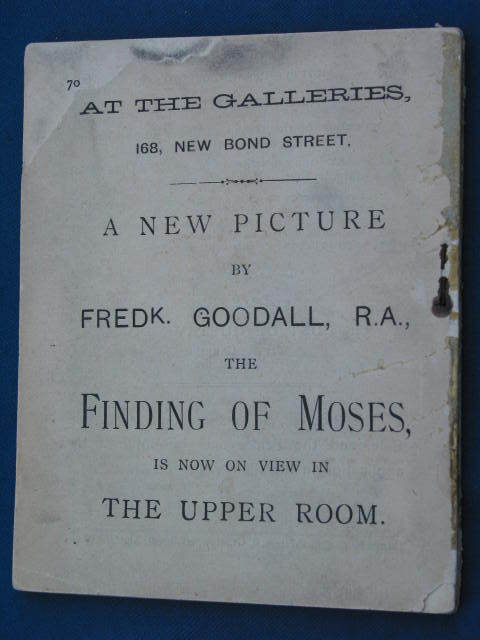 70
AT THE GALLERIES,
168, NEW BOND STREET.
A NEW PICTURE
BY
FREDK. GOODALL, R.A.,
THE
FINDING OF MOSES,
IS NOW ON VIEW IN
THE UPPER ROOM.